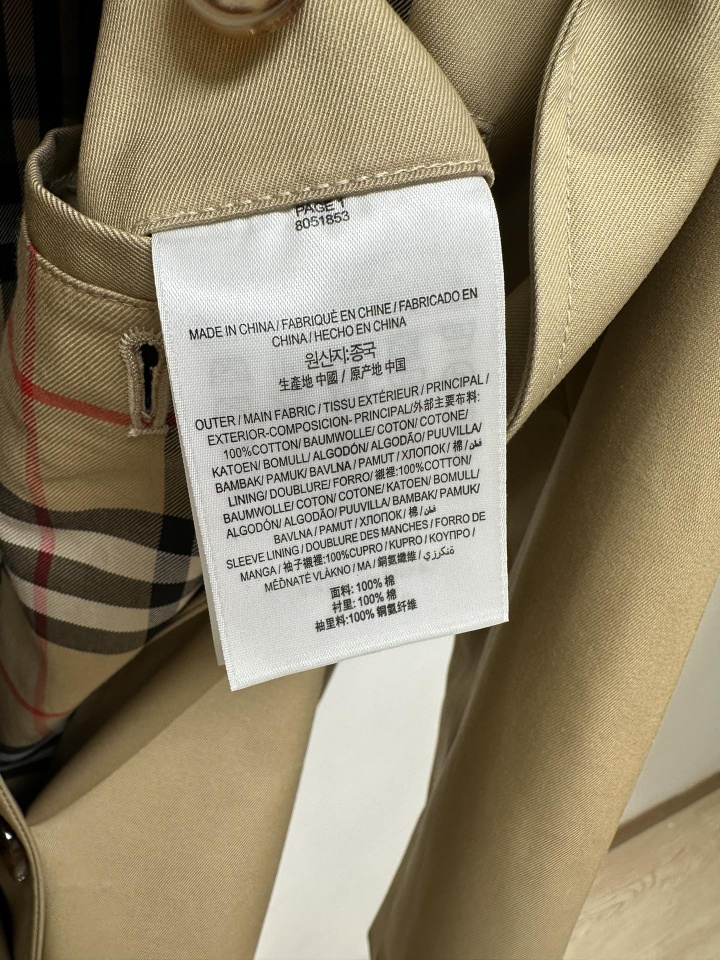 PAGE 1
8051853
MADE IN CHINA / FABRIQUÉ EN CHINE / FABRICADO EN
CHINA / HECHO EN CHINA
원산지:중국
生產地 中國 / 原产地 中国
OUTER / MAIN FABRIC / TISSU EXTÉRIEUR / PRINCIPAL /
EXTERIOR-COMPOSICION- PRINCIPAL/外部主要布料:
100%COTTON/ BAUMWOLLE/ COTON/ COTONE/
KATOEN/ BOMULL/ ALGODÓN/ ALGODÃO/ PUUVILLA/
BAMBAK/ PAMUK/ BAVLNA / PAMUT / ХЛОПОК / 棉 / قطن /
LINING/ DOUBLURE/ FORRO/ 襯裡:100%COTTON/
BAUMWOLLE/ COTON/ COTONE/ KATOEN/ BOMULL/
ALGODÓN/ ALGODÃO/ PUUVILLA/ BAMBAK/ PAMUK/
BAVLNA / PAMUT / ХЛОПОК / 棉 / قطن /
SLEEVE LINING / DOUBLURE DES MANCHES / FORRO DE
MANGA / 袖子襯裡:100%CUPRO / KUPRO / ΚΟΥΠΡΟ /
MĚĎNATÉ VLÁKNO / MA / 銅氨纖維 /
面料: 100% 棉
衬里: 100% 棉
袖里料:100% 铜氨纤维